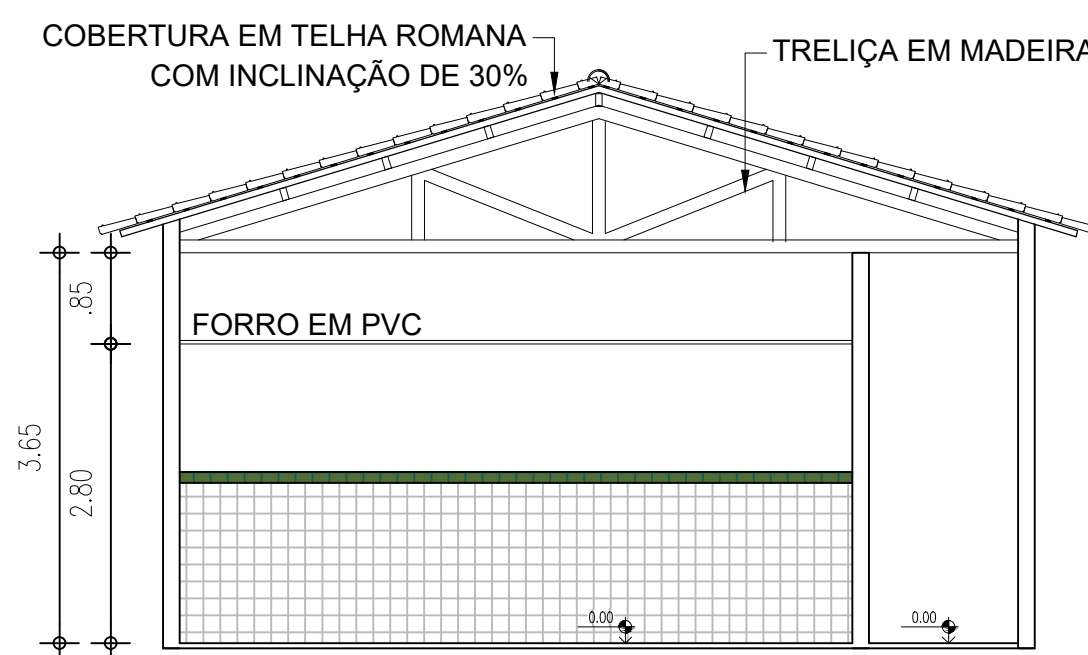 COBERTURA EM TELHA ROMANA
COM INCLINAÇÃO DE 30%
TRELIÇA EM MADEIRA
.85
FORRO EM PVC
3.65
2.80
0.00
0.00